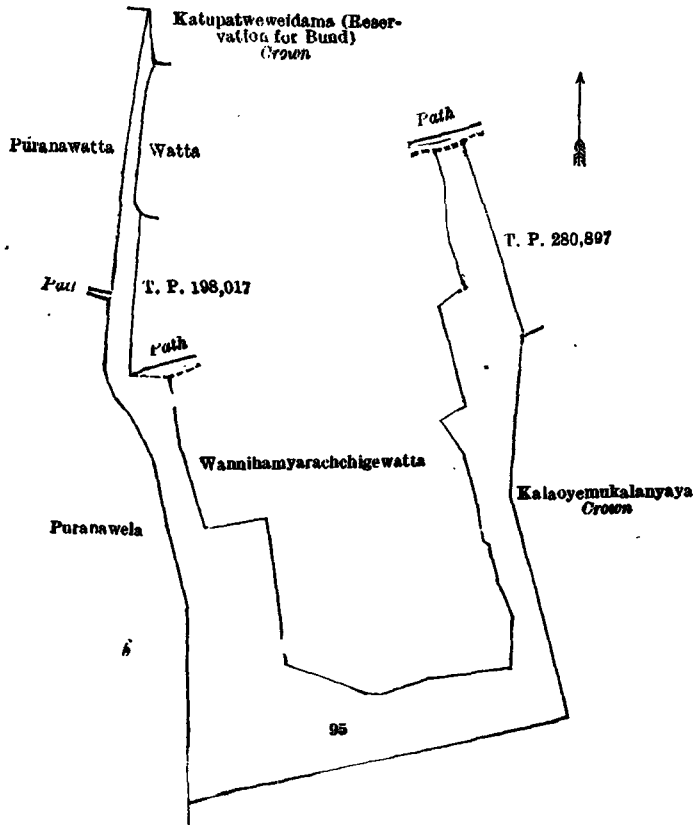 Katupatweweidama (Reser-
vation for Bund)
Crown
Path
Puranawatta
Watta
T. P. 280,897
T. P. 198,017
Path
Wannihamyarachchigewatta
Kalaoyemukalanyaya
Crown
Puranawela
95